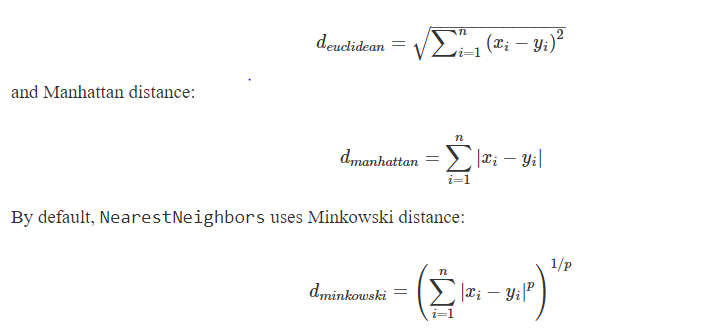 d_{euclidean} = \sqrt{\sum_{i=1}^{n} (x_i - y_i)^2}
and Manhattan distance:
d_{manhattan} = \sum_{i=1}^{n} |x_i - y_i|
By default, NearestNeighbors uses Minkowski distance:
d_{minkowski} = \left( \sum_{i=1}^{n} |x_i - y_i|^p \right)^{1/p}